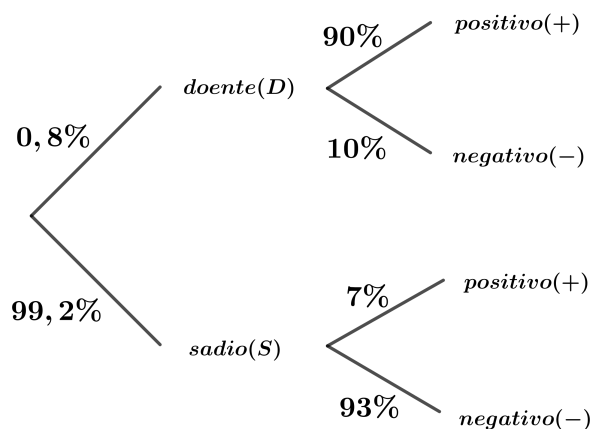 90%
positivo(+)
doente(D)
0,8%
10%
negativo(−)
99,2%
7%
positivo(+)
sadio(S)
93%
negativo(−)